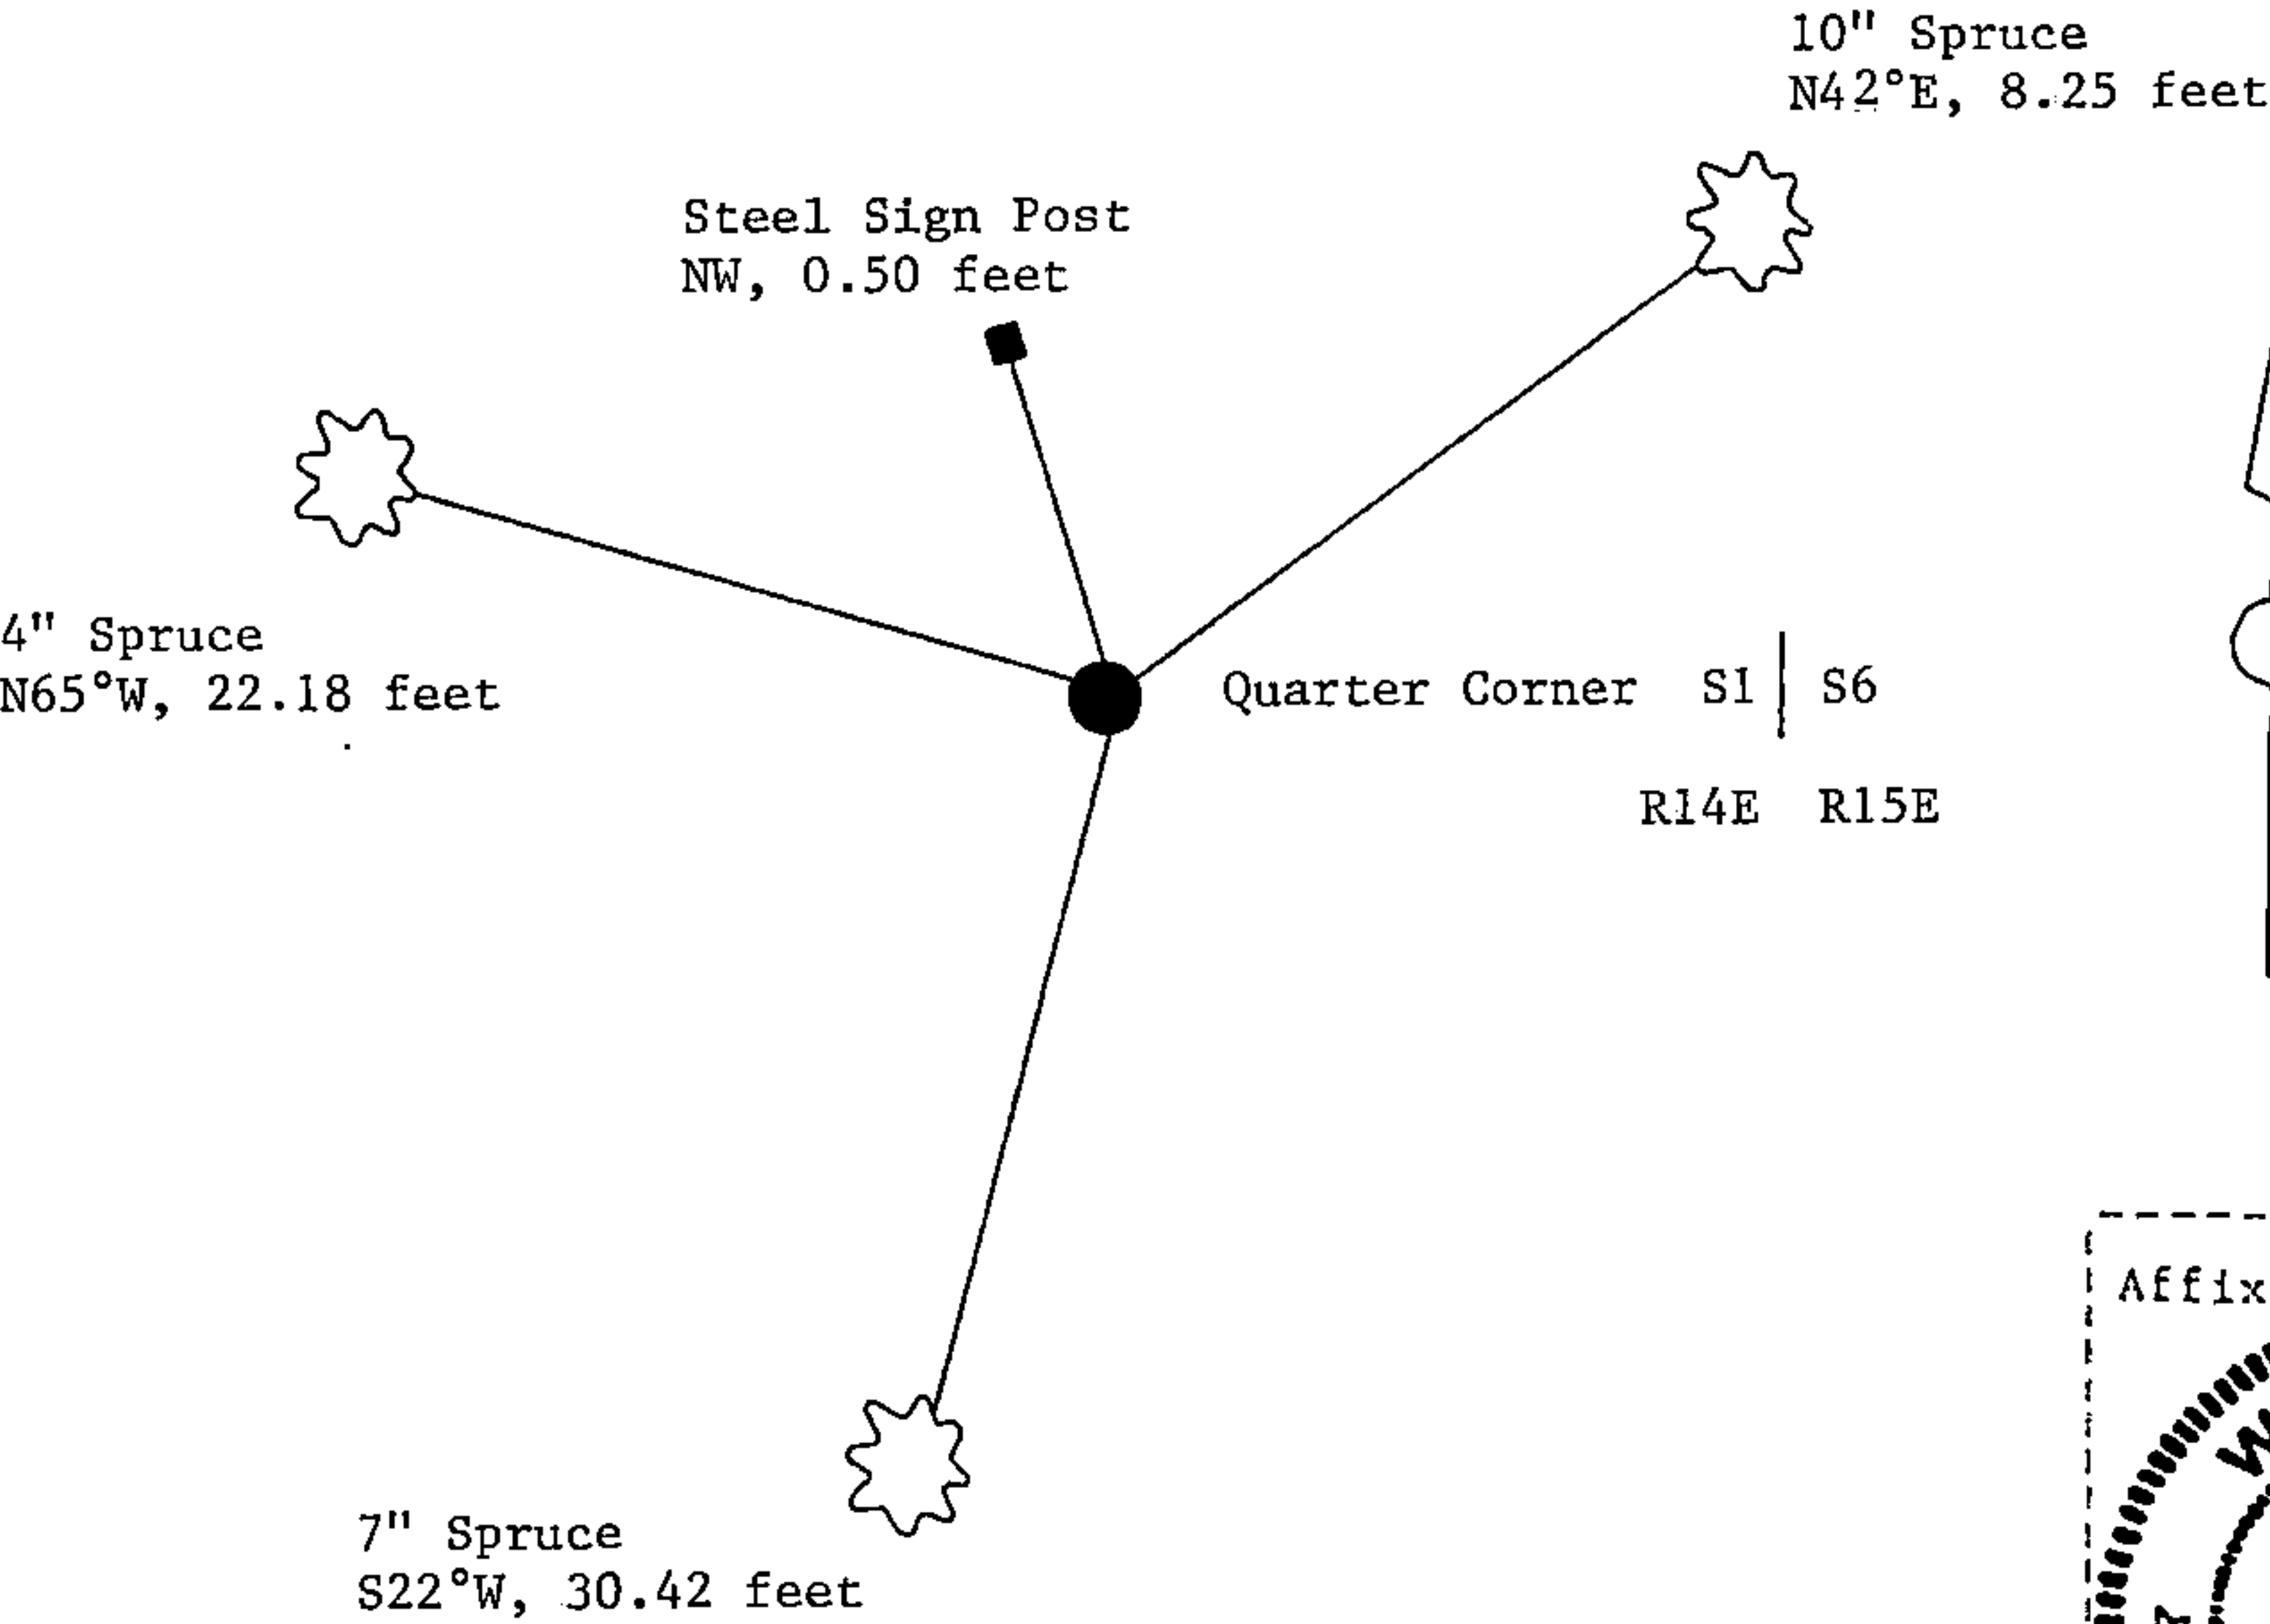 10" Spruce
N42°E, 8.25 feet
Steel Sign Post
NW, 0.50 feet
4" Spruce
N65°W, 22.18 feet
Quarter Corner S1 | S6
R14E R15E
Affix
7" Spruce
S22°W, 30.42 feet